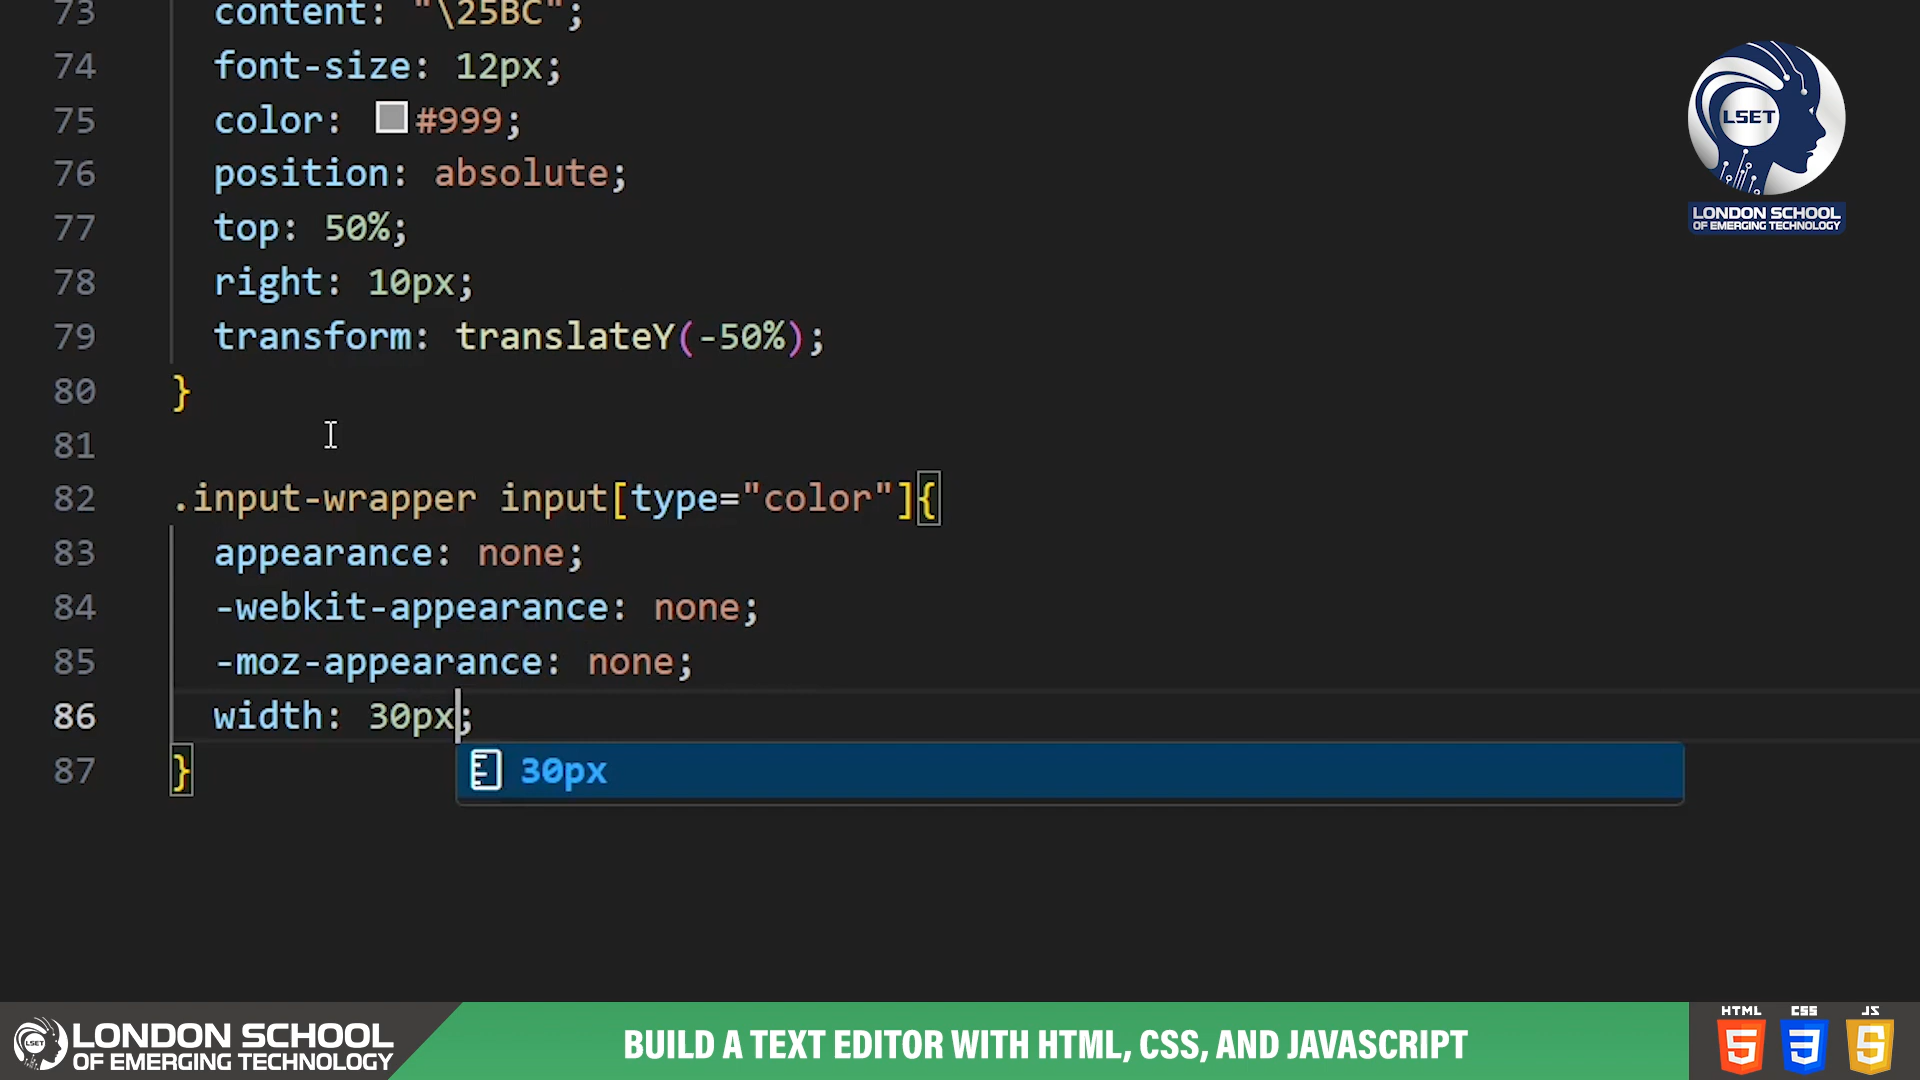 73 content: "\25BC";
74 font-size: 12px;
75 color: #999;
76 position: absolute;
77 top: 50%;
78 right: 10px;
79 transform: translateY(-50%);
80 }
81
82 .input-wrapper input[type="color"]{
83 appearance: none;
84 -webkit-appearance: none;
85 -moz-appearance: none;
86 width: 30px;
30px
87 }
LSET
LONDON SCHOOL
OF EMERGING TECHNOLOGY
LSET
LONDON SCHOOL
OF EMERGING TECHNOLOGY
BUILD A TEXT EDITOR WITH HTML, CSS, AND JAVASCRIPT
HTML CSS JS
5 3 S